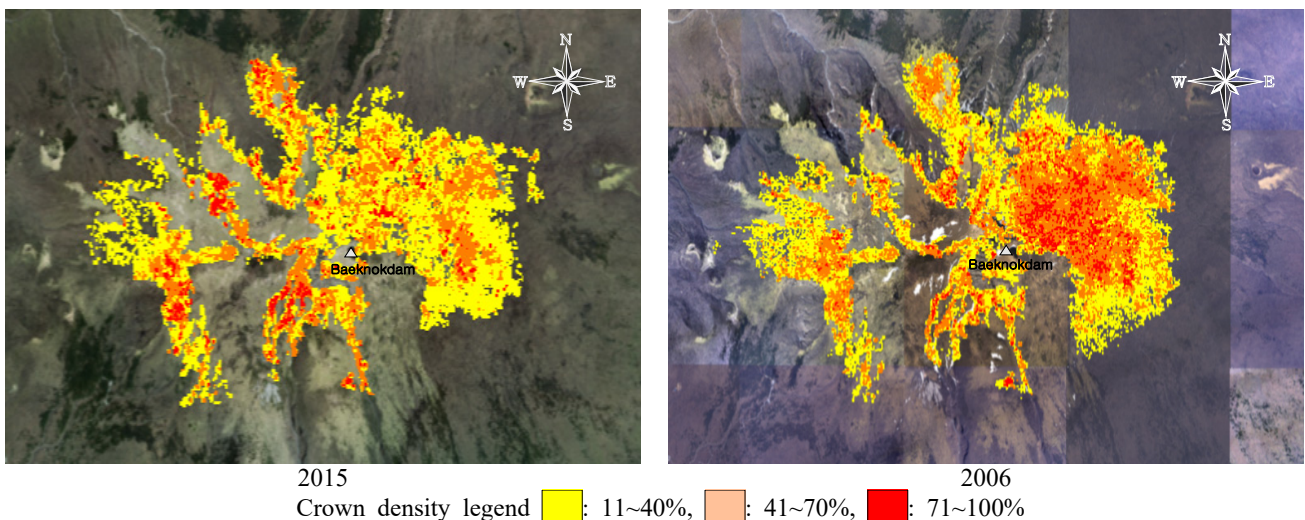 N
W E
S
Baeknokdam
N
W E
S
Baeknokdam
2015
2006
Crown density legend : 11~40%, : 41~70%, : 71~100%